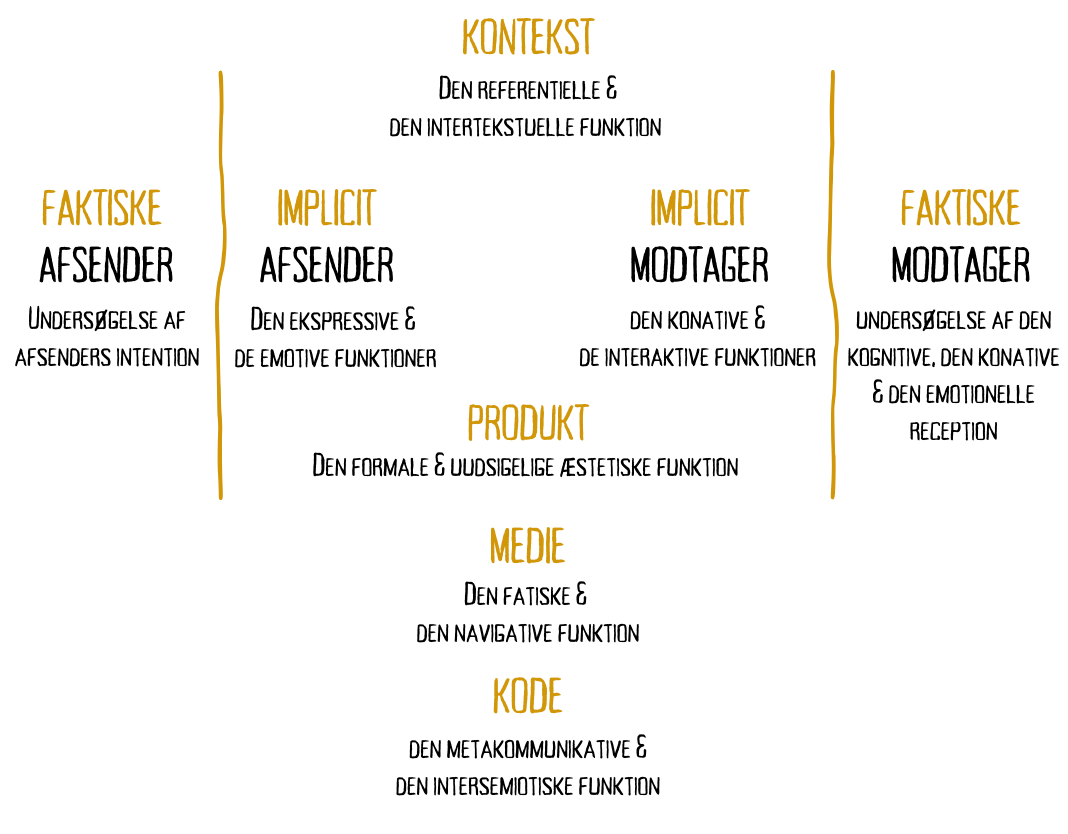 KONTEKST
DEN REFERENTIELLE &
DEN INTERTEKSTUELLE FUNKTION
FAKTISKE
AFSENDER
UNDERSØGELSE AF
AFSENDERS INTENTION
IMPLICIT
AFSENDER
DEN EKSPRESSIVE &
DE EMOTIVE FUNKTIONER
IMPLICIT
MODTAGER
DEN KONATIVE &
DE INTERAKTIVE FUNKTIONER
FAKTISKE
MODTAGER
UNDERSØGELSE AF DEN
KOGNITIVE, DEN KONATIVE
& DEN EMOTIONELLE
RECEPTION
PRODUKT
DEN FORMALE & UUDSIGELIGE ÆSTETISKE FUNKTION
MEDIE
DEN FATISKE &
DEN NAVIGATIVE FUNKTION
KODE
DEN METAKOMMUNIKATIVE &
DEN INTERSEMIOTISKE FUNKTION